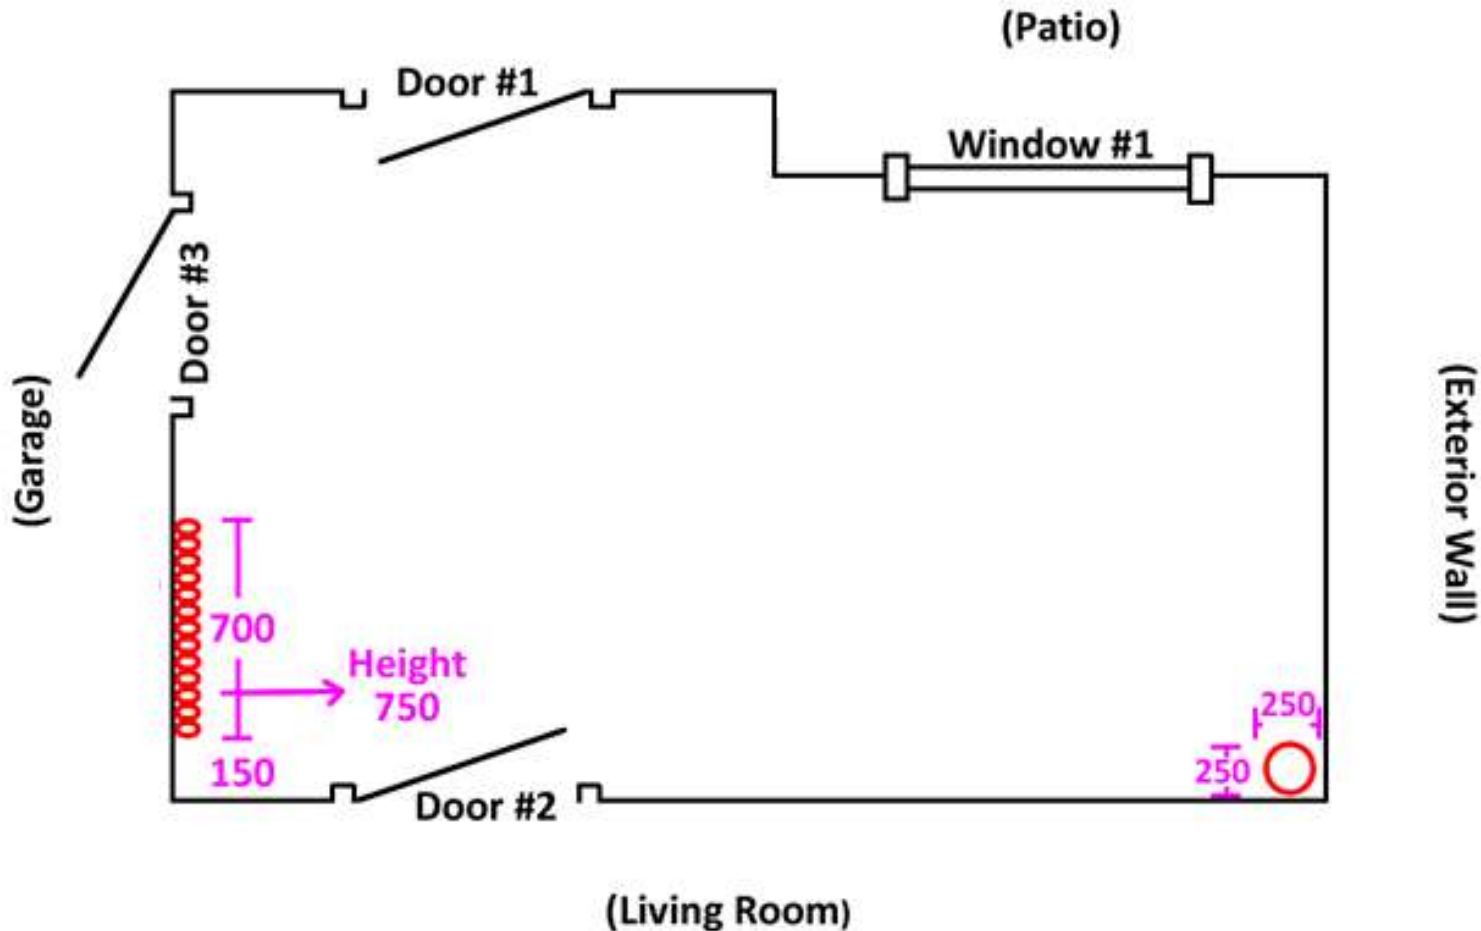 (Patio)
Door #1
Window #1
Door #3
(Garage)
(Exterior Wall)
700
Height
750
150
250
250
Door #2
(Living Room)